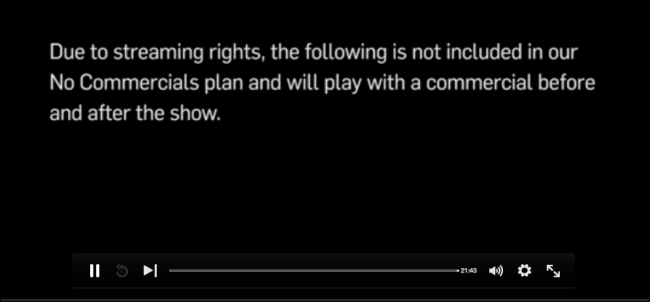 Due to streaming rights, the following is not included in our
No Commercials plan and will play with a commercial before
and after the show.
21:43